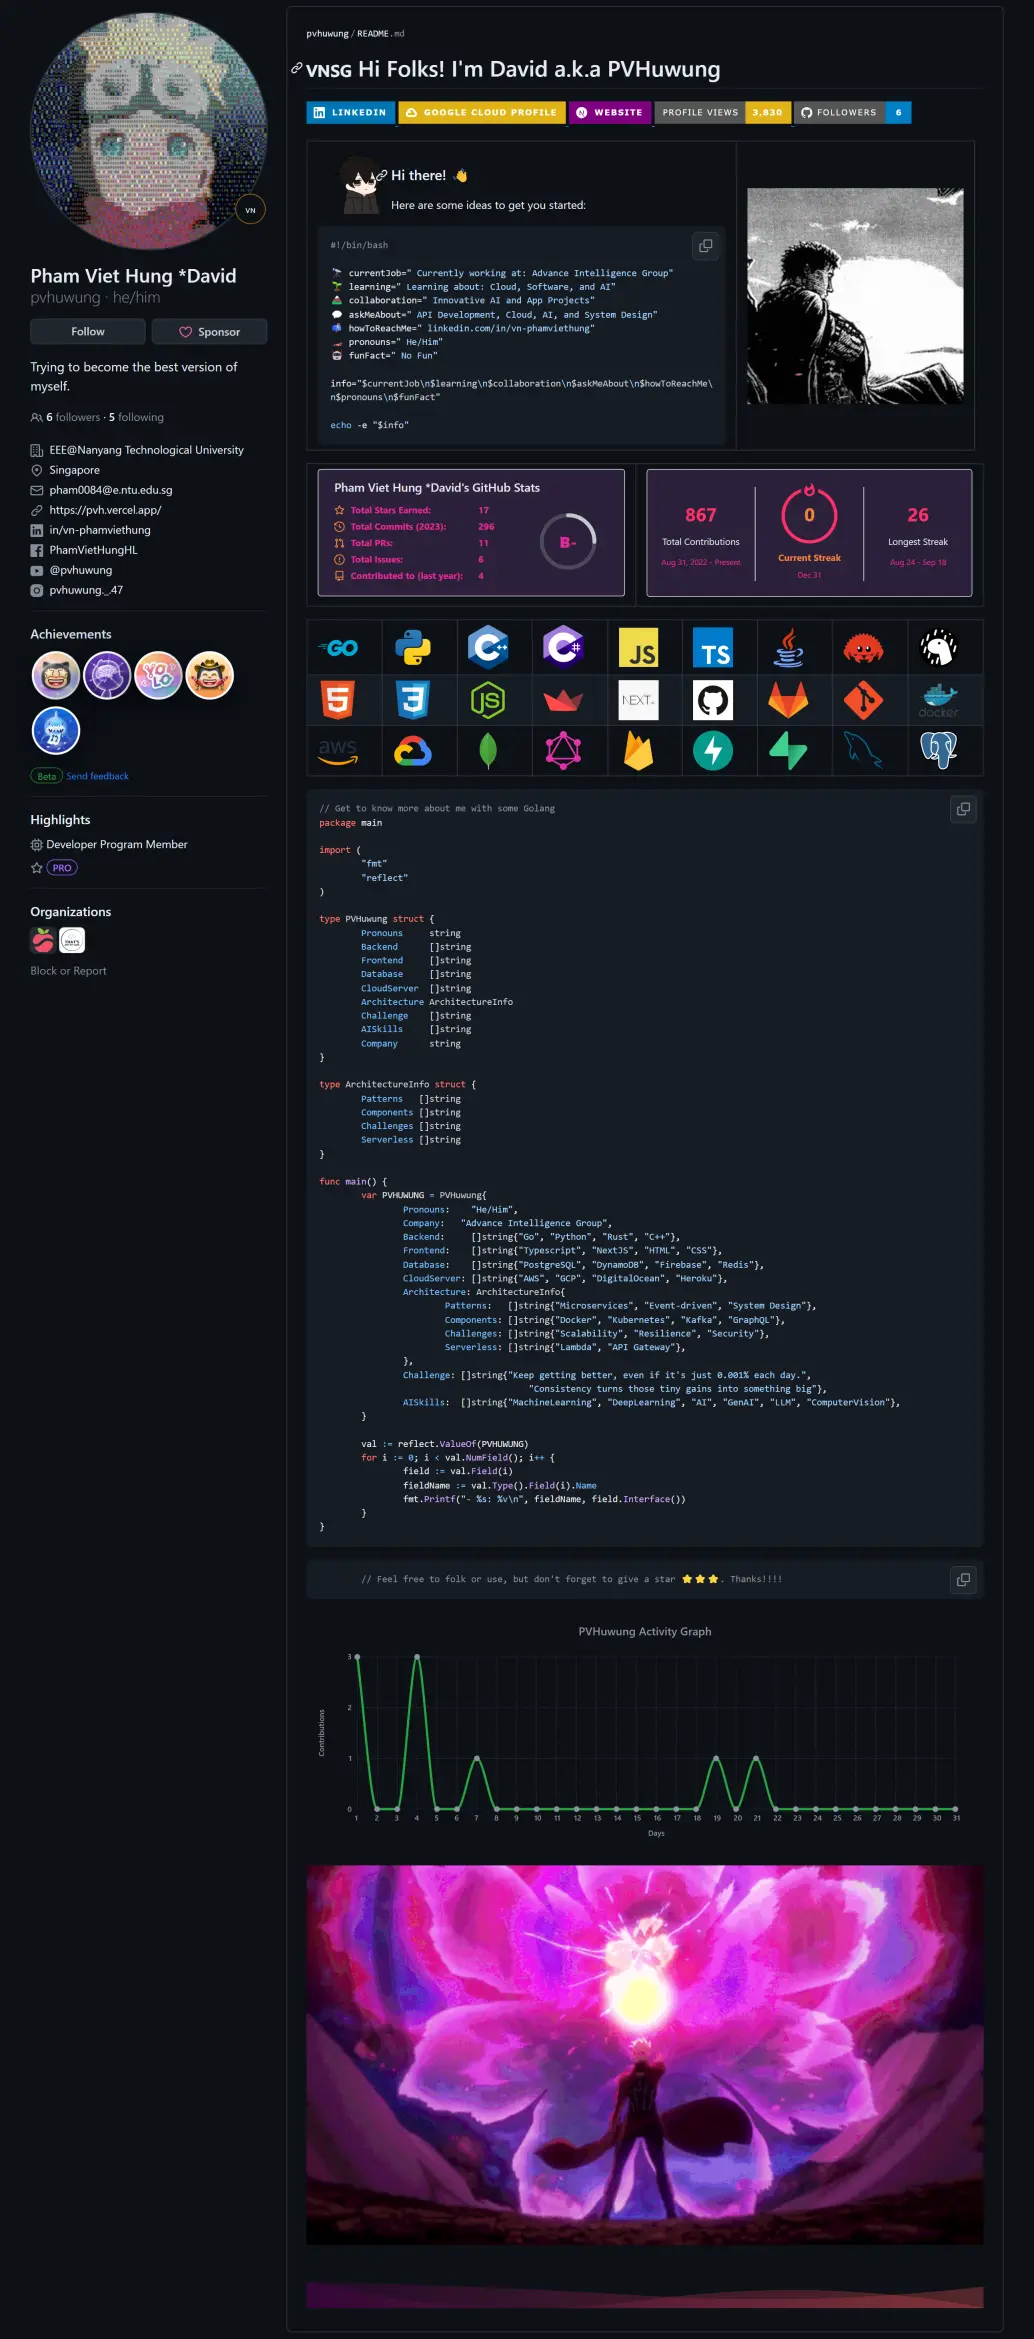 VN
Pham Viet Hung *David
pvhuwung · he/him
Follow
Sponsor
Trying to become the best version of
myself.
6 followers · 5 following
EEE@Nanyang Technological University
Singapore
pham0084@e.ntu.edu.sg
https://pvh.vercel.app/
in/vn-phamviethung
PhamVietHungHL
@pvhuwung
pvhuwung._.47
Achievements
YOLO
Beta Send feedback
Highlights
Developer Program Member
PRO
Organizations
Block or Report
pvhuwung / README.md
VNSG Hi Folks! I'm David a.k.a PVHuwung
LINKEDIN
GOOGLE CLOUD PROFILE
WEBSITE
PROFILE VIEWS 3,830
FOLLOWERS 6
Hi there! 👋
Here are some ideas to get you started:
#!/bin/bash
🔭 currentJob=" Currently working at: Advance Intelligence Group"
🌱 learning=" Learning about: Cloud, Software, and AI"
collaboration=" Innovative AI and App Projects"
💬 askMeAbout=" API Development, Cloud, AI, and System Design"
📫 howToReachMe=" linkedin.com/in/vn-phamviethung"
pronouns=" He/Him"
funFact=" No Fun"
info="$currentJob\n$learning\n$collaboration\n$askMeAbout\n$howToReachMe\
n$pronouns\n$funFact"
echo -e "$info"
Pham Viet Hung *David's GitHub Stats
Total Stars Earned: 17
Total Commits (2023): 296
Total PRs: 11
Total Issues: 6
Contributed to (last year): 4
B-
867
Total Contributions
Aug 31, 2022 - Present
0
Current Streak
Dec 31
26
Longest Streak
Aug 24 - Sep 18
GO
C++
C#
JS
TS
5
3
JS
NEXT.JS
docker
aws
// Get to know more about me with some Golang
package main
import (
"fmt"
"reflect"
)
type PVHuwung struct {
Pronouns string
Backend []string
Frontend []string
Database []string
CloudServer []string
Architecture ArchitectureInfo
Challenge []string
AISkills []string
Company string
}
type ArchitectureInfo struct {
Patterns []string
Components []string
Challenges []string
Serverless []string
}
func main() {
var PVHUWUNG = PVHuwung{
Pronouns: "He/Him",
Company: "Advance Intelligence Group",
Backend: []string{"Go", "Python", "Rust", "C++"},
Frontend: []string{"Typescript", "NextJS", "HTML", "CSS"},
Database: []string{"PostgreSQL", "DynamoDB", "Firebase", "Redis"},
CloudServer: []string{"AWS", "GCP", "DigitalOcean", "Heroku"},
Architecture: ArchitectureInfo{
Patterns: []string{"Microservices", "Event-driven", "System Design"},
Components: []string{"Docker", "Kubernetes", "Kafka", "GraphQL"},
Challenges: []string{"Scalability", "Resilience", "Security"},
Serverless: []string{"Lambda", "API Gateway"},
},
Challenge: []string{"Keep getting better, even if it's just 0.001% each day.",
"Consistency turns those tiny gains into something big"},
AISkills: []string{"MachineLearning", "DeepLearning", "AI", "GenAI", "LLM", "ComputerVision"},
}
val := reflect.ValueOf(PVHUWUNG)
for i := 0; i < val.NumField(); i++ {
field := val.Field(i)
fieldName := val.Type().Field(i).Name
fmt.Printf("- %s: %v\n", fieldName, field.Interface())
}
}
// Feel free to folk or use, but don't forget to give a star ⭐⭐⭐. Thanks!!!!
PVHuwung Activity Graph
Contributions
3
2
1
0
1 2 3 4 5 6 7 8 9 10 11 12 13 14 15 16 17 18 19 20 21 22 23 24 25 26 27 28 29 30 31
Days